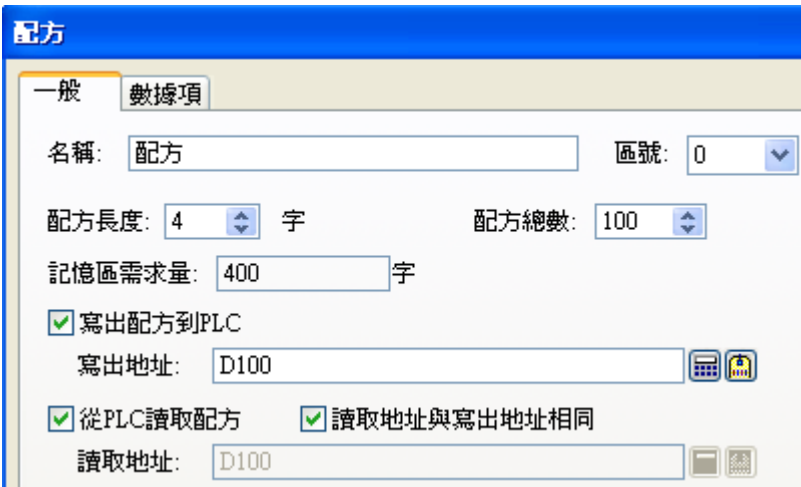 配方
一般 數據項
名稱: 配方 區號: 0
配方長度: 4 字 配方總數: 100
記憶區需求量: 400 字
寫出配方到PLC
寫出地址: D100
從PLC讀取配方 讀取地址與寫出地址相同
讀取地址: D100